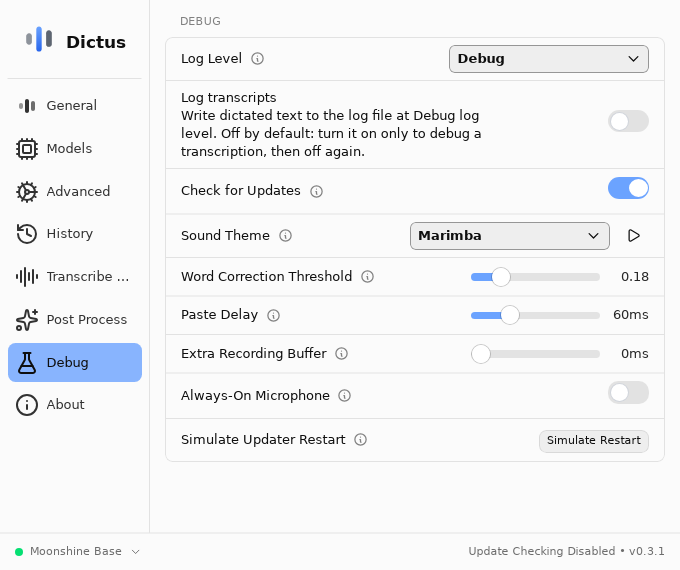 Dictus
General
Models
Advanced
History
Transcribe ...
Post Process
Debug
About
DEBUG
Log Level
Debug
Log transcripts
Write dictated text to the log file at Debug log
level. Off by default: turn it on only to debug a
transcription, then off again.
Check for Updates
Sound Theme
Marimba
Word Correction Threshold
0.18
Paste Delay
60ms
Extra Recording Buffer
0ms
Always-On Microphone
Simulate Updater Restart
Simulate Restart
Moonshine Base
Update Checking Disabled • v0.3.1